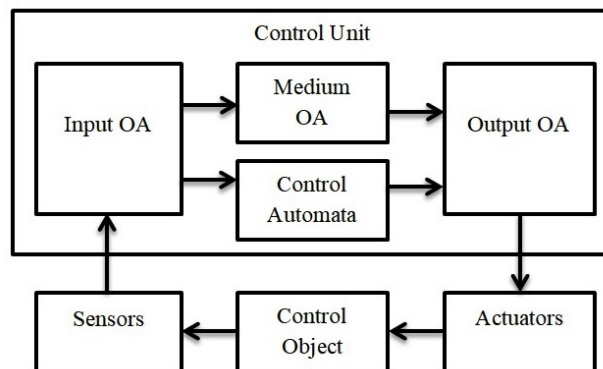 Control Unit
Input OA
Medium
OA
Output OA
Control
Automata
Sensors
Control
Object
Actuators